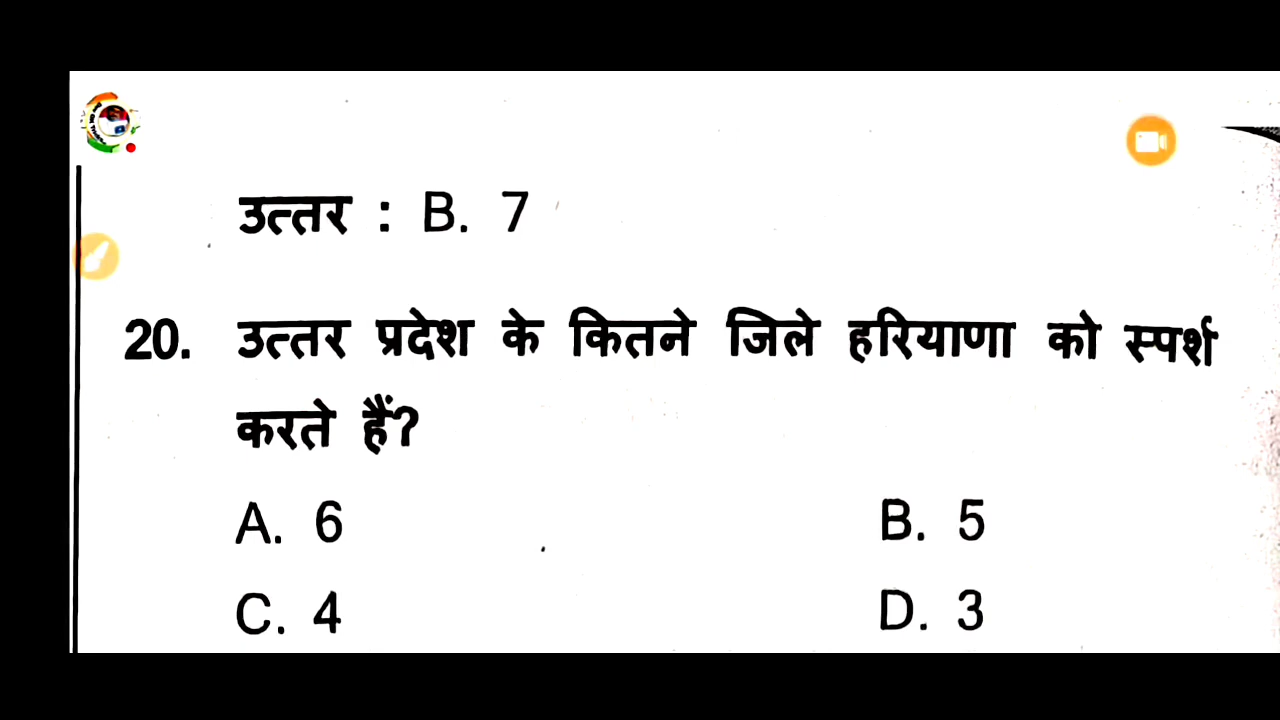 उत्तर : B. 7
20. उत्तर प्रदेश के कितने जिले हरियाणा को स्पर्श
करते हैं?
A. 6 B. 5
C. 4 D. 3